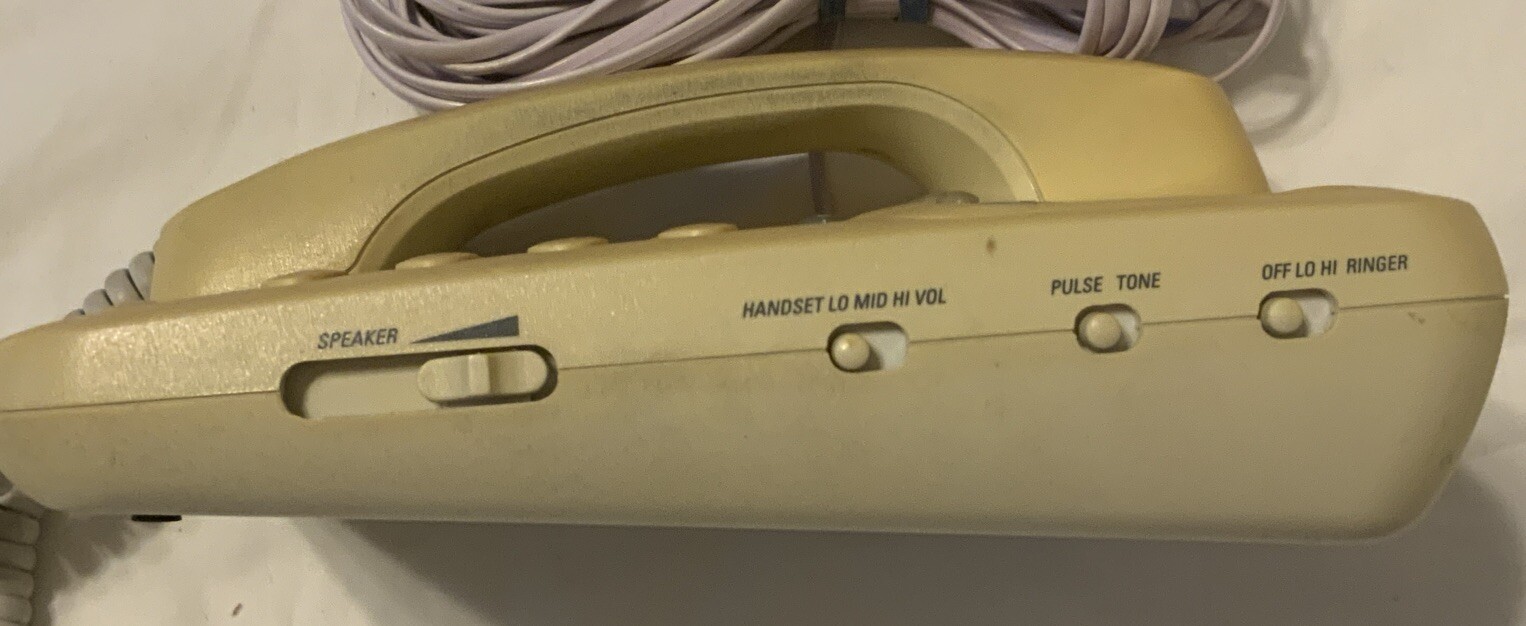 SPEAKER
HANDSET LO MID HI VOL
PULSE TONE
OFF LO HI RINGER